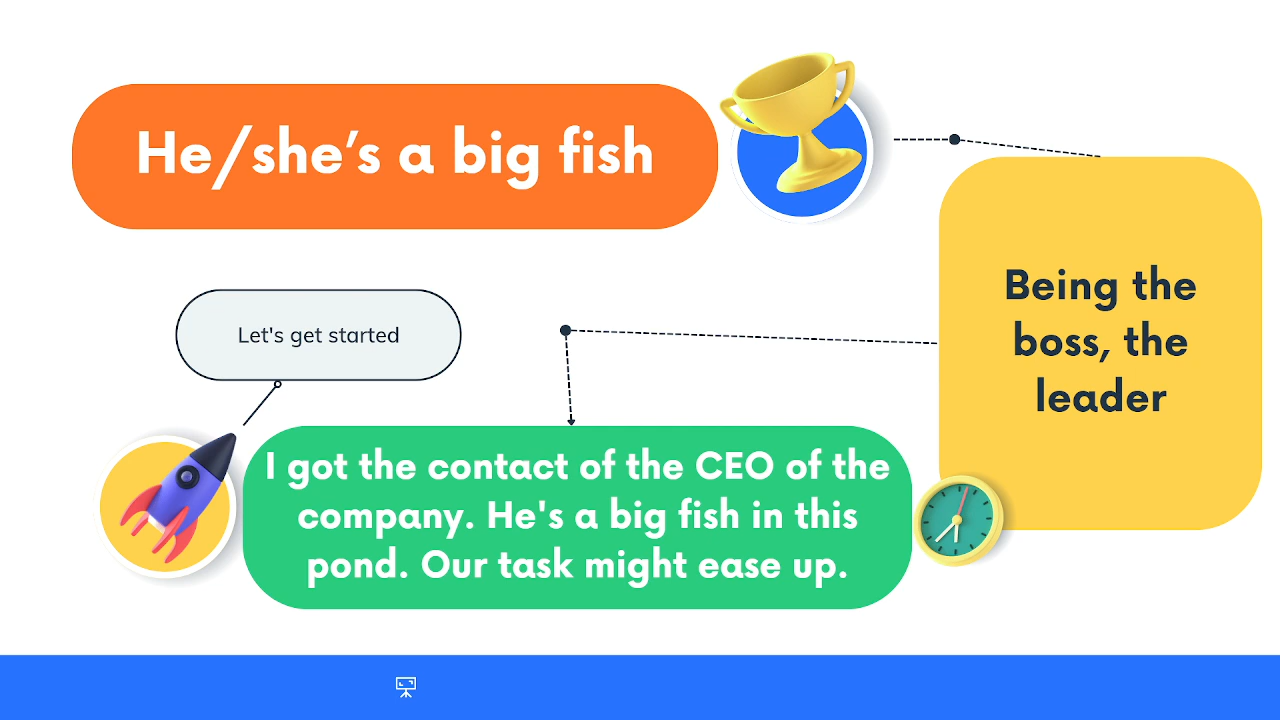 He/she’s a big fish
Being the
boss, the
leader
Let's get started
I got the contact of the CEO of the
company. He's a big fish in this
pond. Our task might ease up.